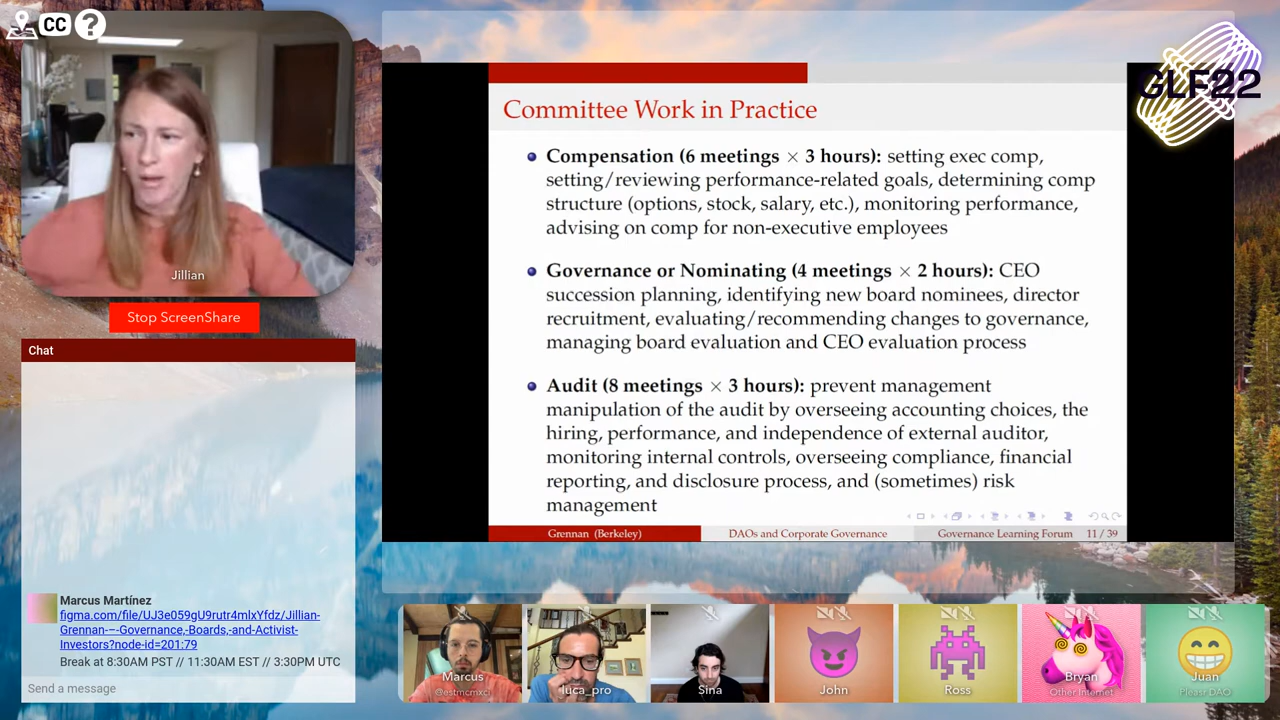 CC ?
GLF22
Jillian
Stop ScreenShare
Chat
Marcus Martínez
figma.com/file/UJ3e059gU9rutr4mlxYfdz/Jillian-
Grennan-–-Governance,-Boards,-and-Activist-
Investors?node-id=201:79
Break at 8:30AM PST // 11:30AM EST // 3:30PM UTC
Send a message
Committee Work in Practice
Compensation (6 meetings × 3 hours): setting exec comp,
setting/reviewing performance-related goals, determining comp
structure (options, stock, salary, etc.), monitoring performance,
advising on comp for non-executive employees
Governance or Nominating (4 meetings × 2 hours): CEO
succession planning, identifying new board nominees, director
recruitment, evaluating/recommending changes to governance,
managing board evaluation and CEO evaluation process
Audit (8 meetings × 3 hours): prevent management
manipulation of the audit by overseeing accounting choices, the
hiring, performance, and independence of external auditor,
monitoring internal controls, overseeing compliance, financial
reporting, and disclosure process, and (sometimes) risk
management
Grennan (Berkeley) DAOs and Corporate Governance Governance Learning Forum 11 / 39
Marcus
@estmcmxci
luca_pro
Sina
John
Ross
Bryan
Other Internet
Juan
Pleasr DAO